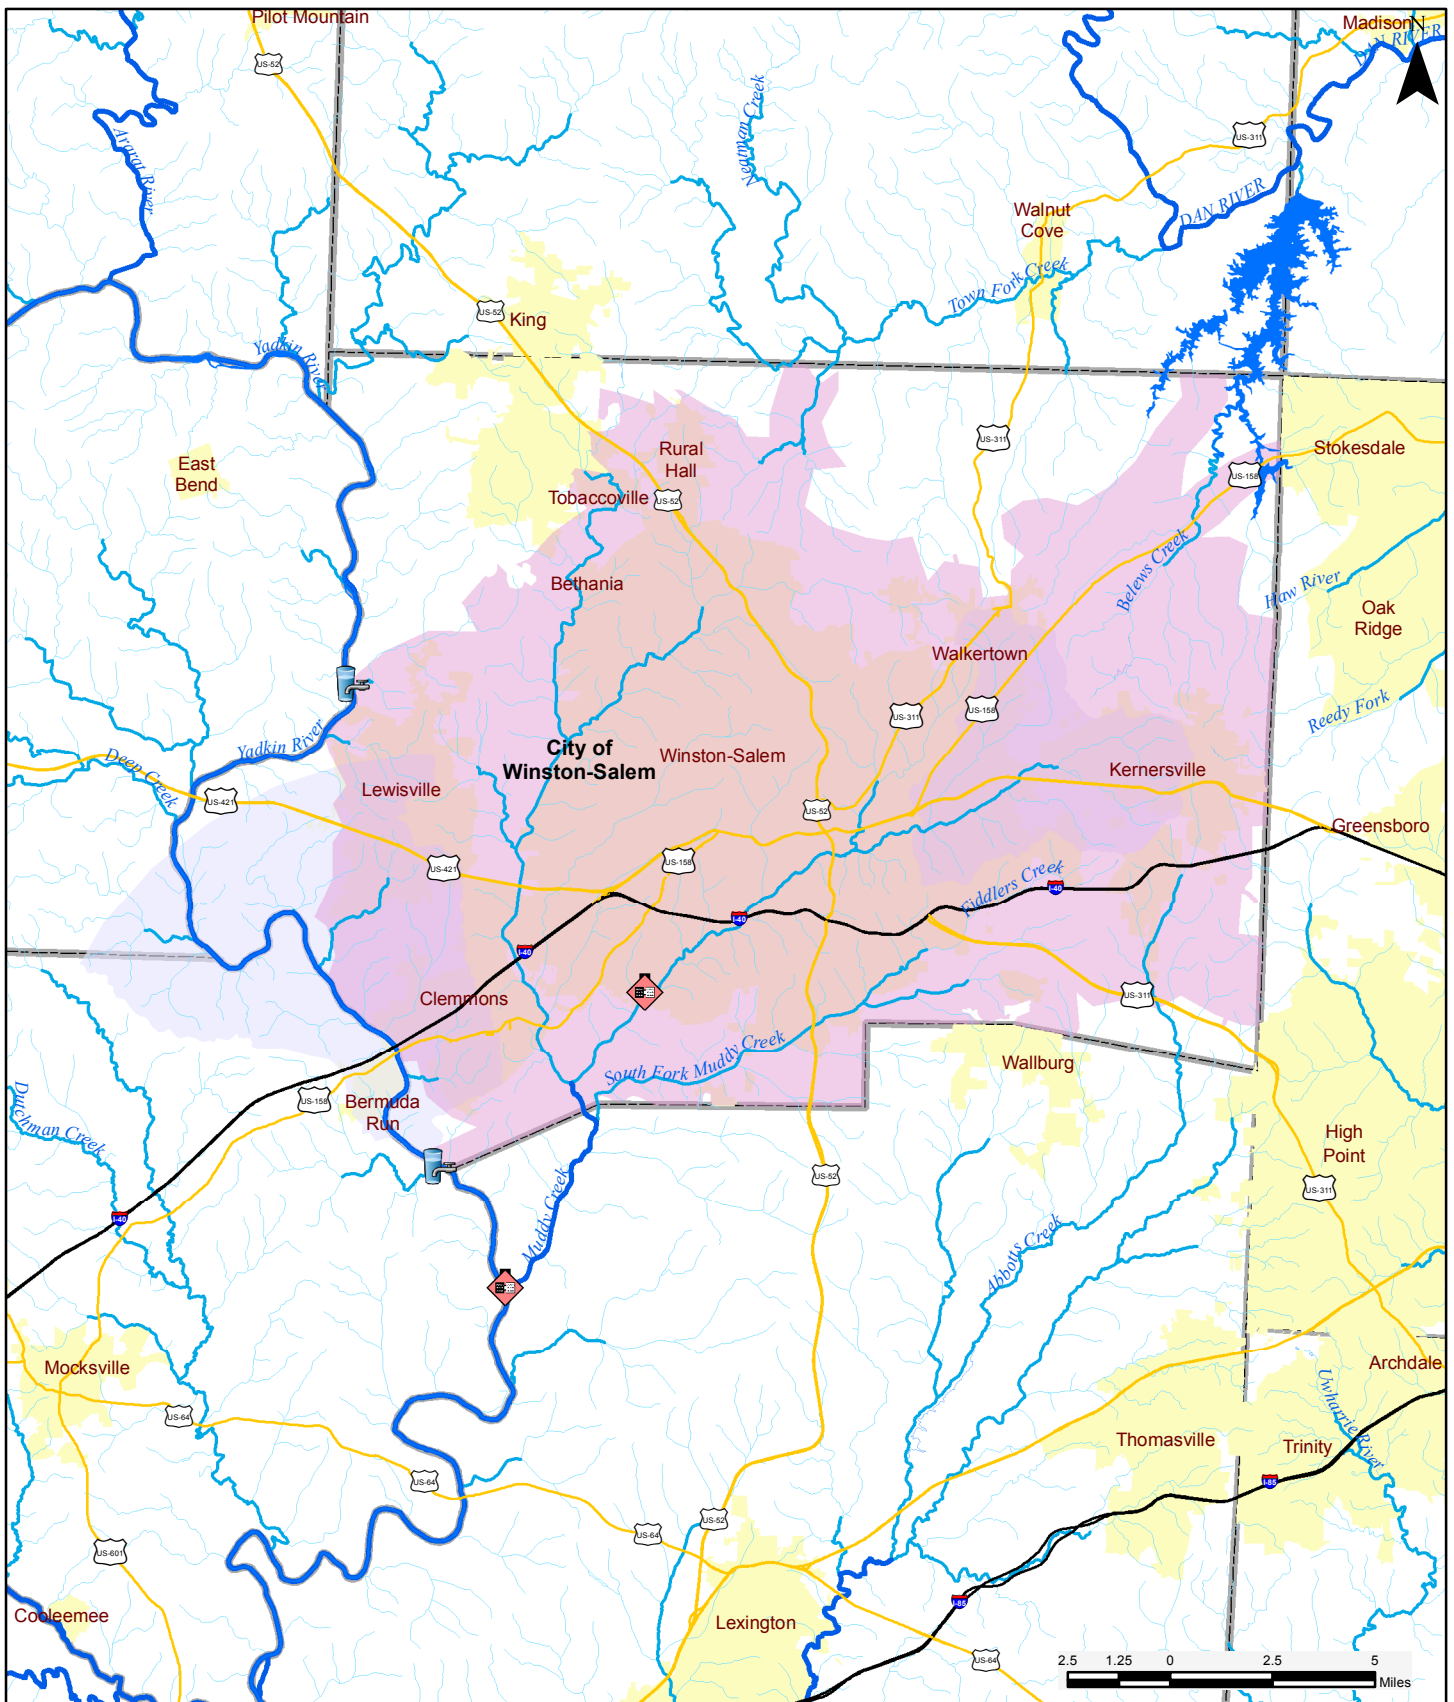 Pilot Mountain
Madison
N
DAN RIVER
US-52
US-311
Ararat River
Neatman Creek
Walnut
Cove
DAN RIVER
Town Fork Creek
US-52
King
Yadkin River
US-311
Stokesdale
Rural
Hall
East
Bend
US-158
Tobaccoville
US-52
Belews Creek
Bethania
Haw River
Oak
Ridge
Walkertown
US-311
US-158
Reedy Fork
Yadkin River
City of
Winston-Salem
Winston-Salem
Deep Creek
Kernersville
Lewisville
US-421
US-52
Greensboro
US-421
US-158
Fiddlers Creek
I-40
I-40
I-40
Clemmons
US-311
South Fork Muddy Creek
Wallburg
US-158
Bermuda
Run
Dutchman Creek
High
Point
US-52
US-311
I-40
Muddy Creek
Abbotts Creek
Mocksville
Archdale
Uwharrie River
US-64
Thomasville
Trinity
US-64
I-85
US-52
US-64
US-601
I-85
Cooleemee
Lexington
US-64
2.5 1.25 0 2.5 5
Miles